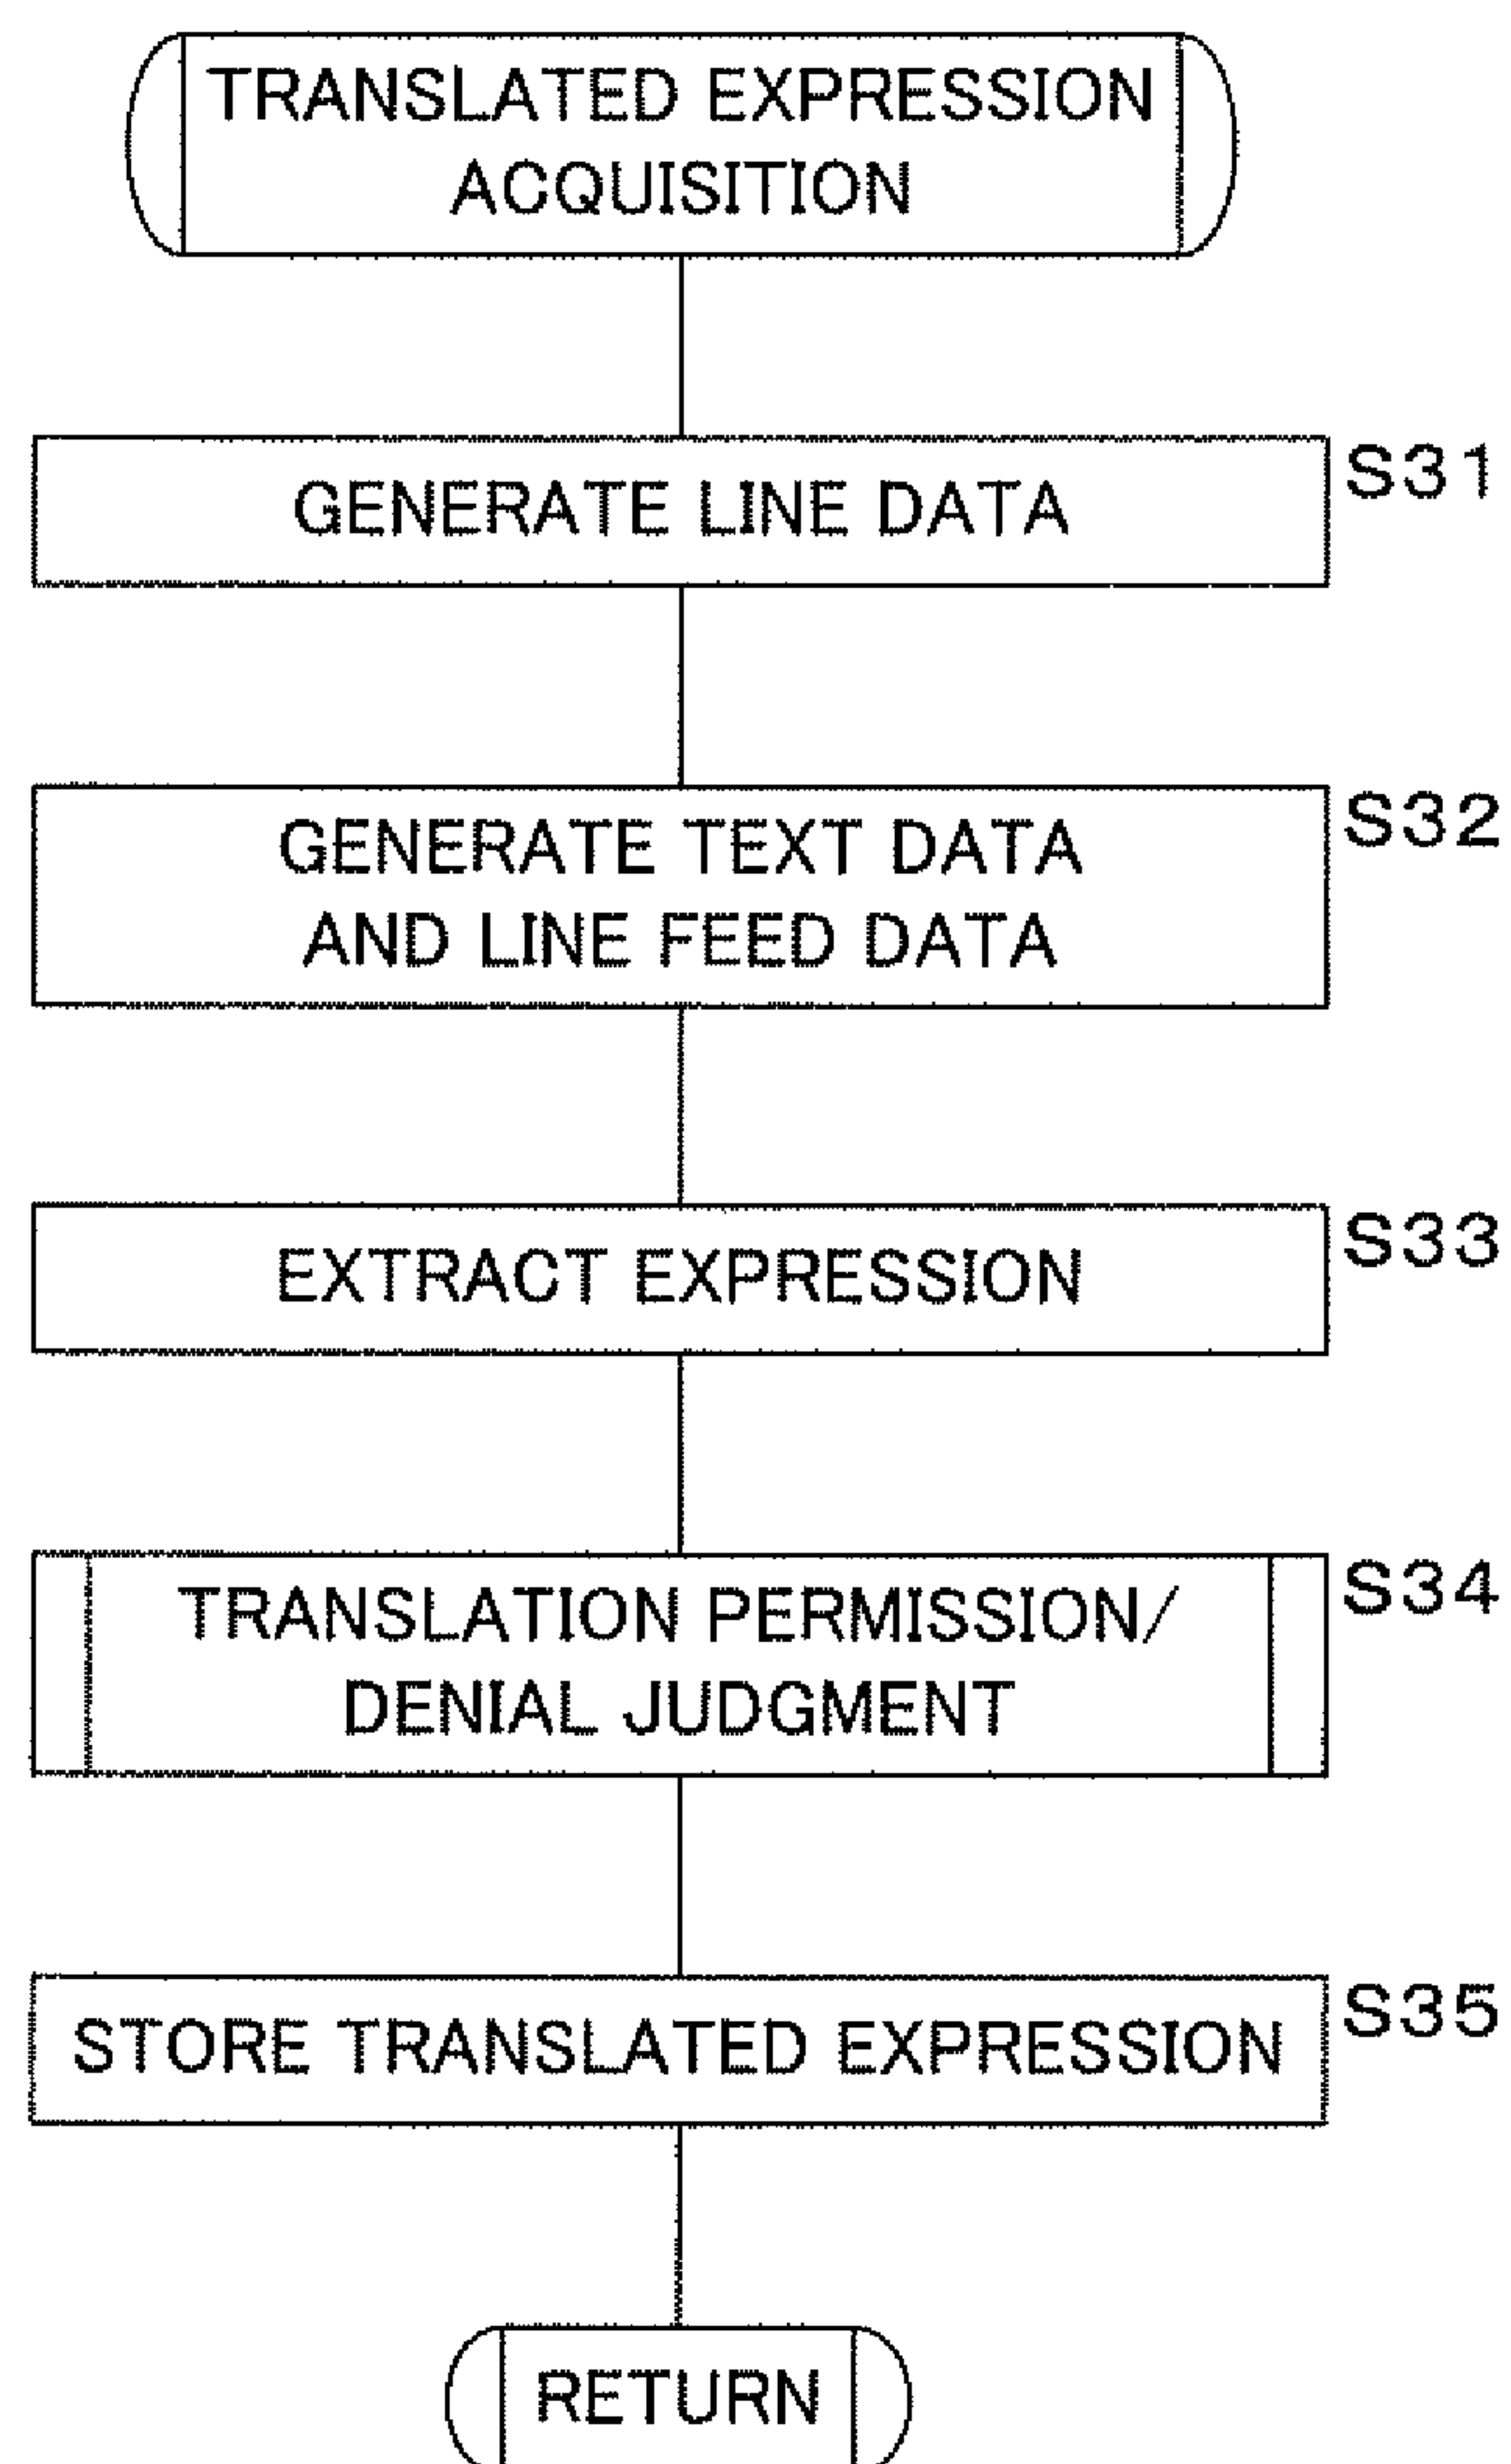 TRANSLATED EXPRESSION
ACQUISITION
GENERATE LINE DATA
S31
GENERATE TEXT DATA
AND LINE FEED DATA
S32
EXTRACT EXPRESSION
S33
TRANSLATION PERMISSION/
DENIAL JUDGMENT
S34
STORE TRANSLATED EXPRESSION
S35
RETURN